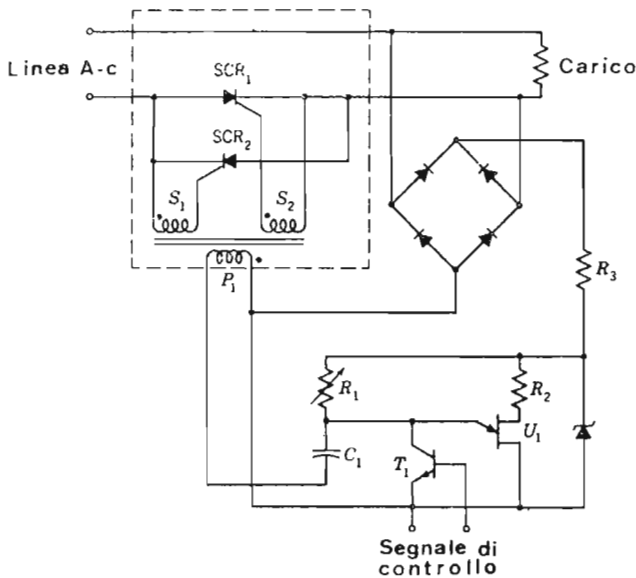 Linea A-c
SCR1
Carico
SCR2
S1
S2
P1
R3
R1
R2
U1
C1
T1
Segnale di
controllo